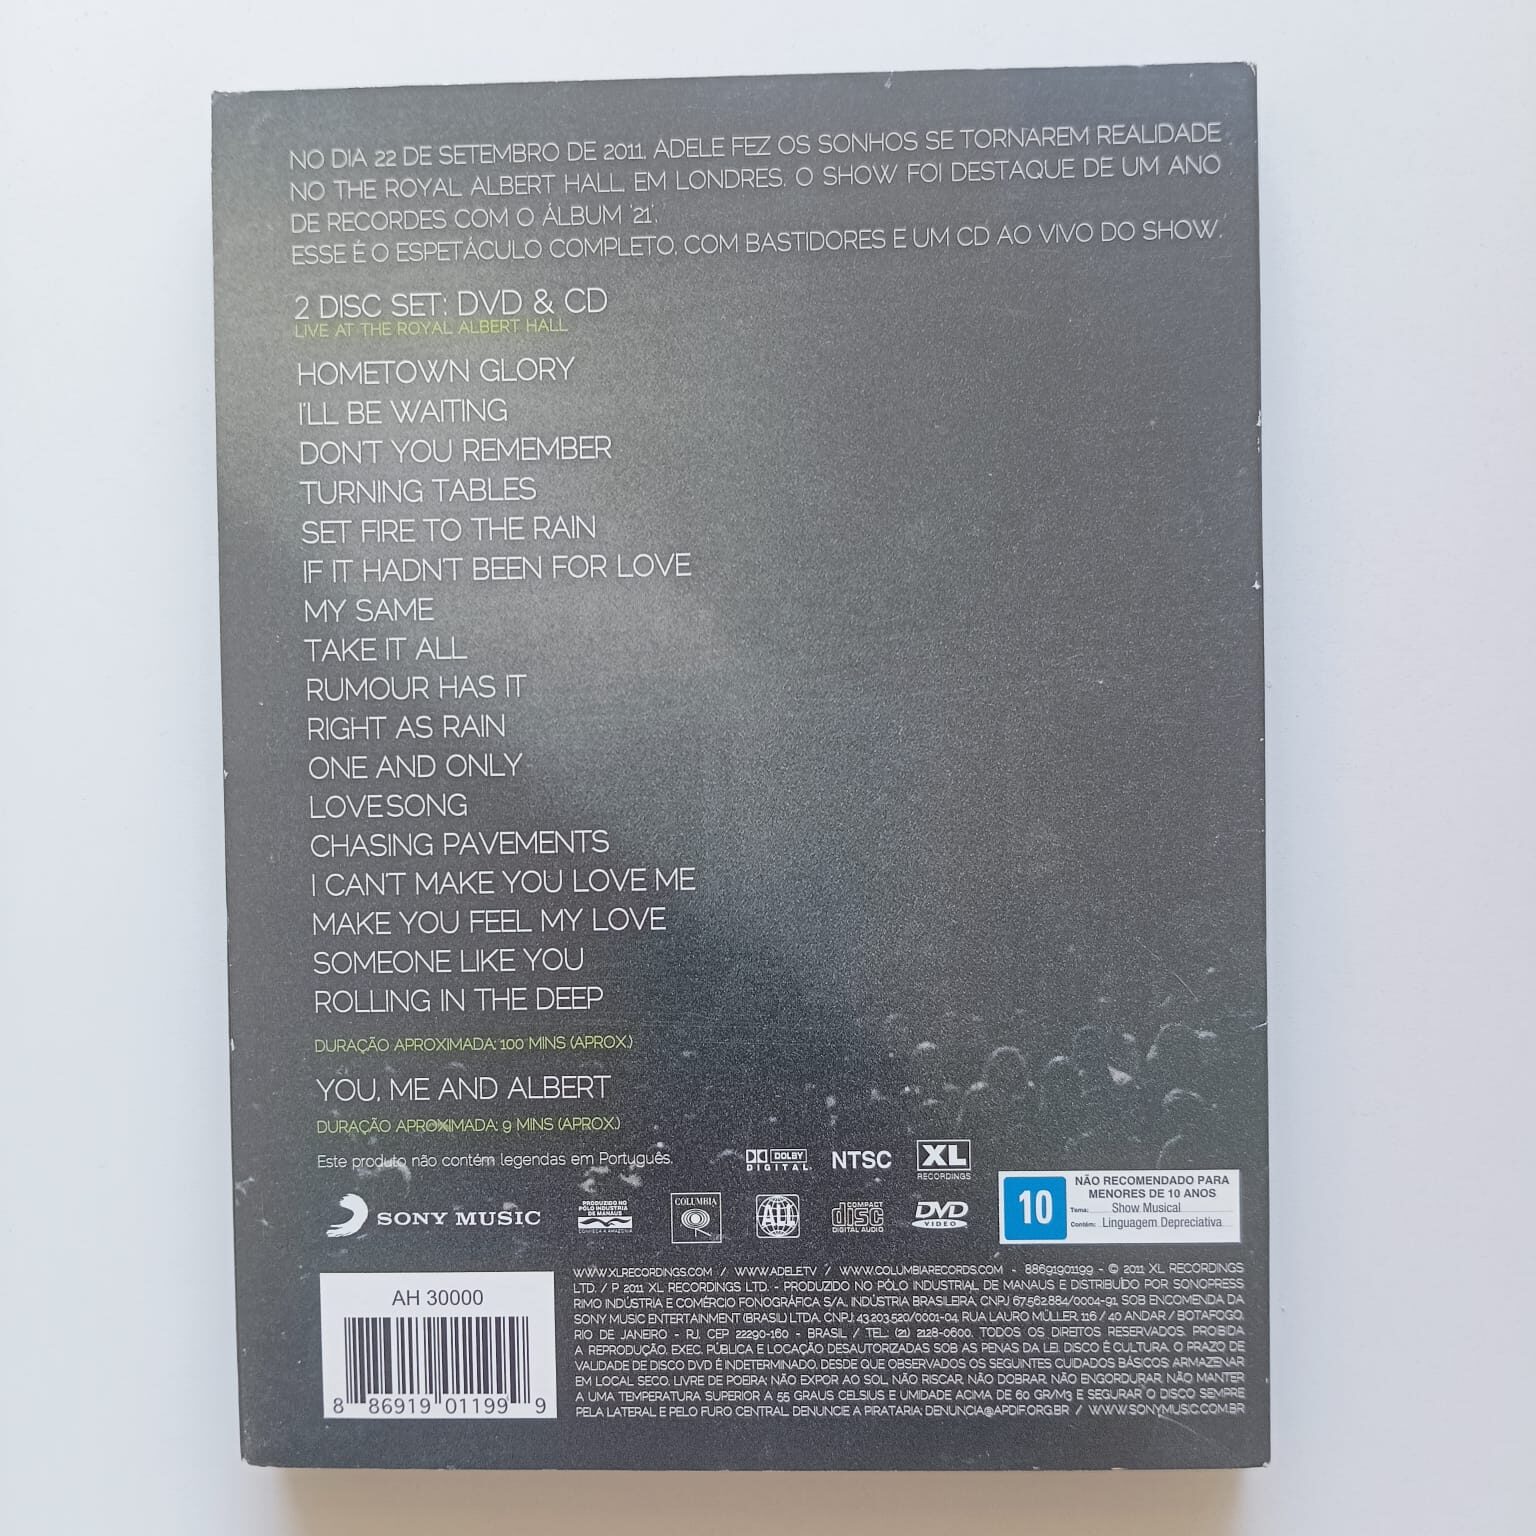 NO DIA 22 DE SETEMBRO DE 2011, ADELE FEZ OS SONHOS SE TORNAREM REALIDADE
NO THE ROYAL ALBERT HALL, EM LONDRES. O SHOW FOI DESTAQUE DE UM ANO
DE RECORDES COM O ÁLBUM '21'.
ESSE É O ESPETÁCULO COMPLETO, COM BASTIDORES E UM CD AO VIVO DO SHOW.
2 DISC SET: DVD & CD
LIVE AT THE ROYAL ALBERT HALL
HOMETOWN GLORY
I'LL BE WAITING
DON'T YOU REMEMBER
TURNING TABLES
SET FIRE TO THE RAIN
IF IT HADN'T BEEN FOR LOVE
MY SAME
TAKE IT ALL
RUMOUR HAS IT
RIGHT AS RAIN
ONE AND ONLY
LOVESONG
CHASING PAVEMENTS
I CAN'T MAKE YOU LOVE ME
MAKE YOU FEEL MY LOVE
SOMEONE LIKE YOU
ROLLING IN THE DEEP
DURAÇÃO APROXIMADA: 100 MINS (APROX.)
YOU, ME AND ALBERT
DURAÇÃO APROXIMADA: 9 MINS (APROX.)
Este produto não contém legendas em Português.
DOLBY DIGITAL
NTSC
XL RECORDINGS
SONY MUSIC
PRODUZIDO NO PÓLO INDUSTRIAL DE MANAUS CONHEÇA A AMAZONIA
COLUMBIA
ALL
COMPACT disc DIGITAL AUDIO
DVD VIDEO
10
NÃO RECOMENDADO PARA
MENORES DE 10 ANOS
Tema: Show Musical
Contém: Linguagem Depreciativa
AH 30000
8 86919 01199 9
WWW.XLRECORDINGS.COM / WWW.ADELE.TV / WWW.COLUMBIARECORDS.COM - 88691901199 - © 2011 XL RECORDINGS
LTD. / P 2011 XL RECORDINGS LTD. - PRODUZIDO NO PÓLO INDUSTRIAL DE MANAUS E DISTRIBUÍDO POR SONOPRESS
RIMO INDÚSTRIA E COMÉRCIO FONOGRÁFICA S/A. INDÚSTRIA BRASILEIRA, CNPJ 67.562.884/0004-91, SOB ENCOMENDA DA
SONY MUSIC ENTERTAINMENT (BRASIL) LTDA. CNPJ: 43.203.520/0001-04. RUA LAURO MÜLLER, 116 / 40 ANDAR / BOTAFOGO,
RIO DE JANEIRO - RJ, CEP 22290-160 - BRASIL / TEL.: (21) 2128-0600. TODOS OS DIREITOS RESERVADOS. PROIBIDA
A REPRODUÇÃO, EXEC. PÚBLICA E LOCAÇÃO DESAUTORIZADAS SOB AS PENAS DA LEI. DISCO É CULTURA. O PRAZO DE
VALIDADE DE DISCO DVD É INDETERMINADO, DESDE QUE OBSERVADOS OS SEGUINTES CUIDADOS BÁSICOS: ARMAZENAR
EM LOCAL SECO, LIVRE DE POEIRA; NÃO EXPOR AO SOL, NÃO RISCAR, NÃO DOBRAR, NÃO ENGORDURAR, NÃO MANTER
A UMA TEMPERATURA SUPERIOR A 55 GRAUS CELSIUS E UMIDADE ACIMA DE 60 GR/M3 E SEGURAR O DISCO SEMPRE
PELA LATERAL E PELO FURO CENTRAL. DENUNCIE A PIRATARIA: DENUNCIA@APDIF.ORG.BR / WWW.SONYMUSIC.COM.BR